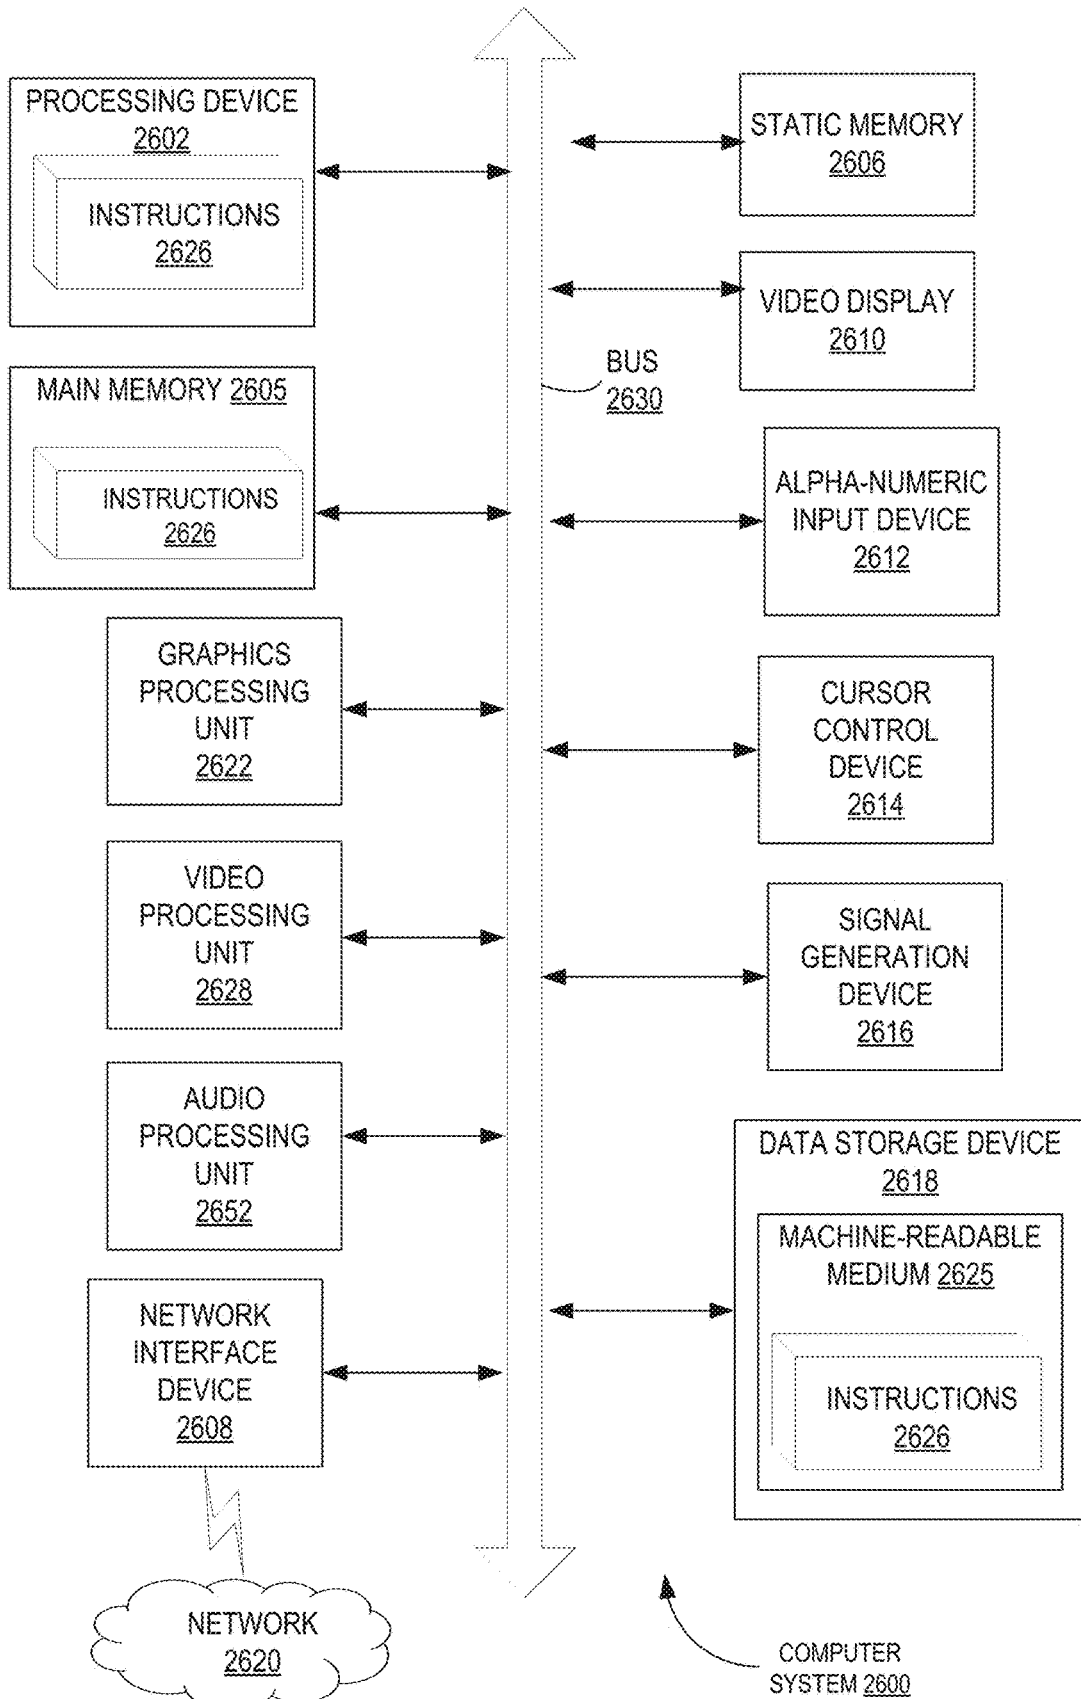 PROCESSING DEVICE
2602
INSTRUCTIONS
2626
MAIN MEMORY 2605
INSTRUCTIONS
2626
GRAPHICS
PROCESSING
UNIT
2622
VIDEO
PROCESSING
UNIT
2628
AUDIO
PROCESSING
UNIT
2652
NETWORK
INTERFACE
DEVICE
2608
NETWORK
2620
BUS
2630
STATIC MEMORY
2606
VIDEO DISPLAY
2610
ALPHA-NUMERIC
INPUT DEVICE
2612
CURSOR
CONTROL
DEVICE
2614
SIGNAL
GENERATION
DEVICE
2616
DATA STORAGE DEVICE
2618
MACHINE-READABLE
MEDIUM 2625
INSTRUCTIONS
2626
COMPUTER
SYSTEM 2600